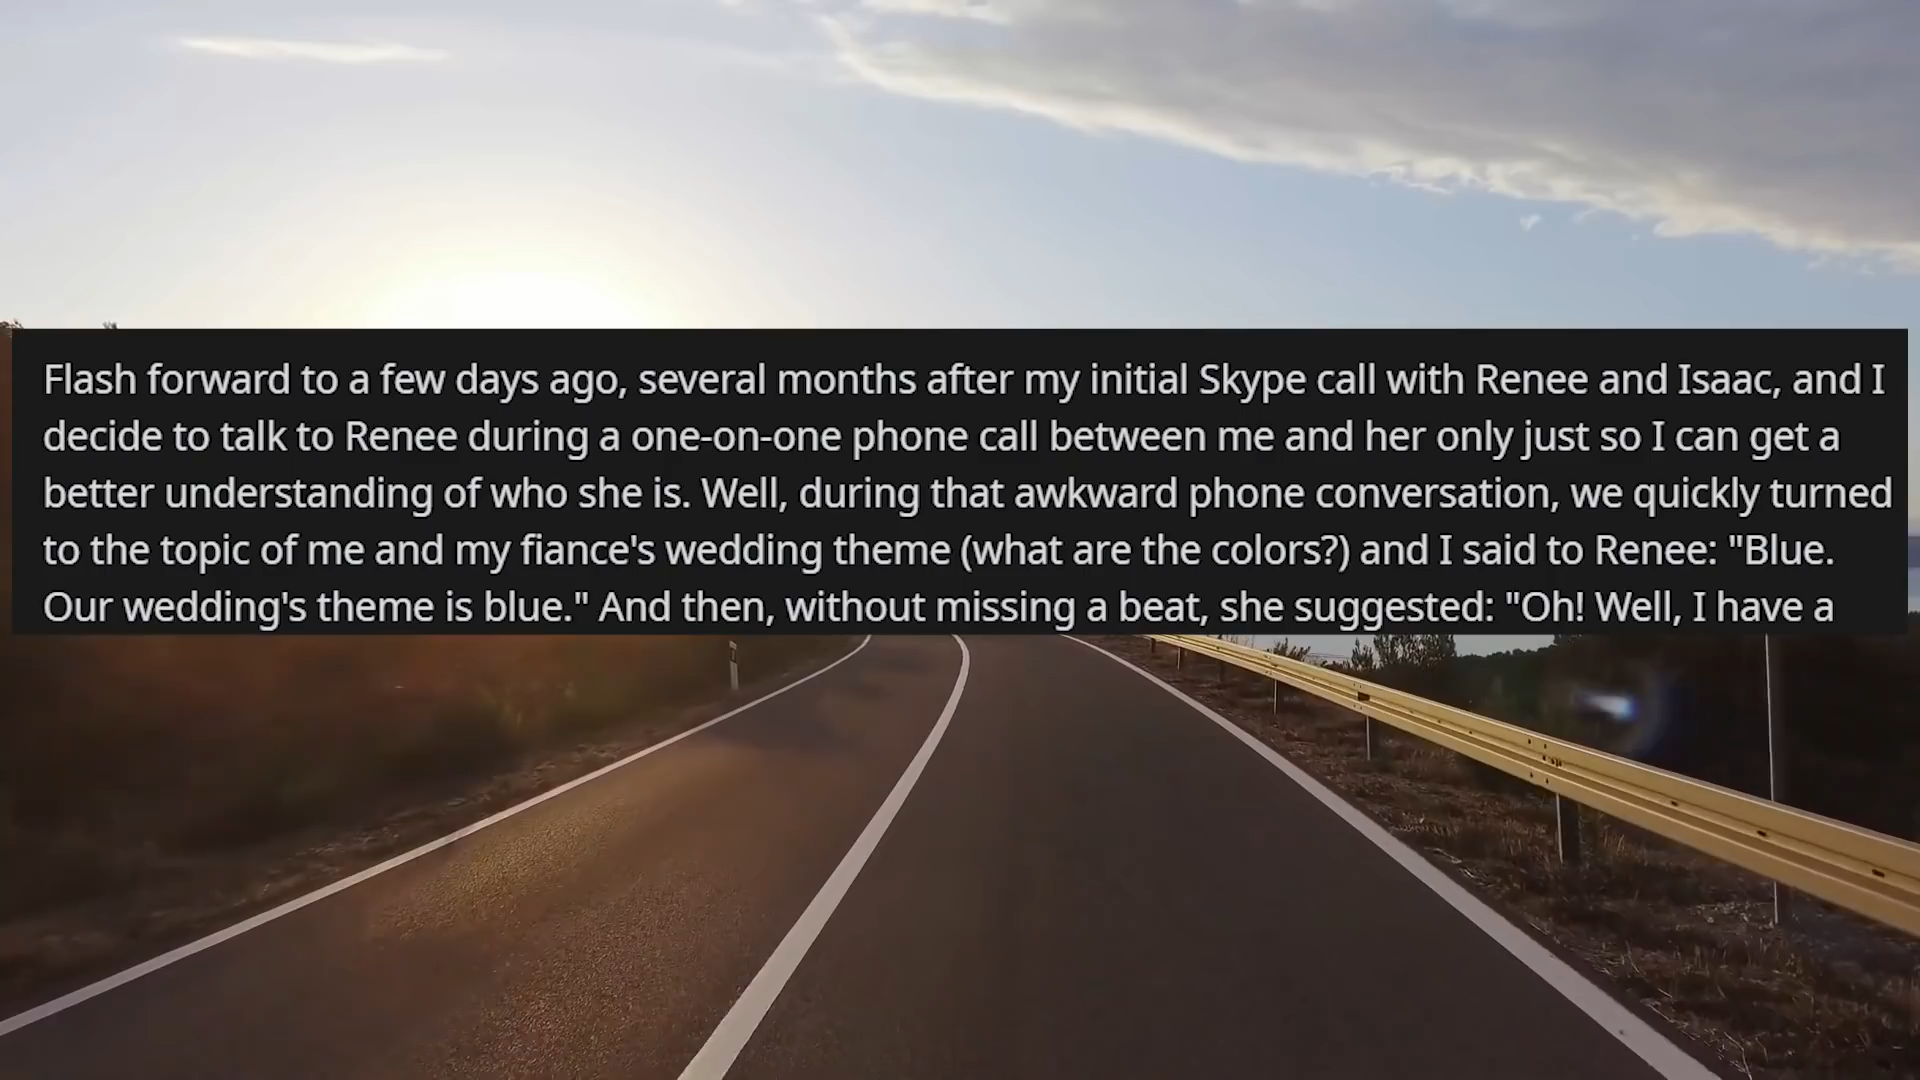 Flash forward to a few days ago, several months after my initial Skype call with Renee and Isaac, and I
decide to talk to Renee during a one-on-one phone call between me and her only just so I can get a
better understanding of who she is. Well, during that awkward phone conversation, we quickly turned
to the topic of me and my fiance's wedding theme (what are the colors?) and I said to Renee: "Blue.
Our wedding's theme is blue." And then, without missing a beat, she suggested: "Oh! Well, I have a